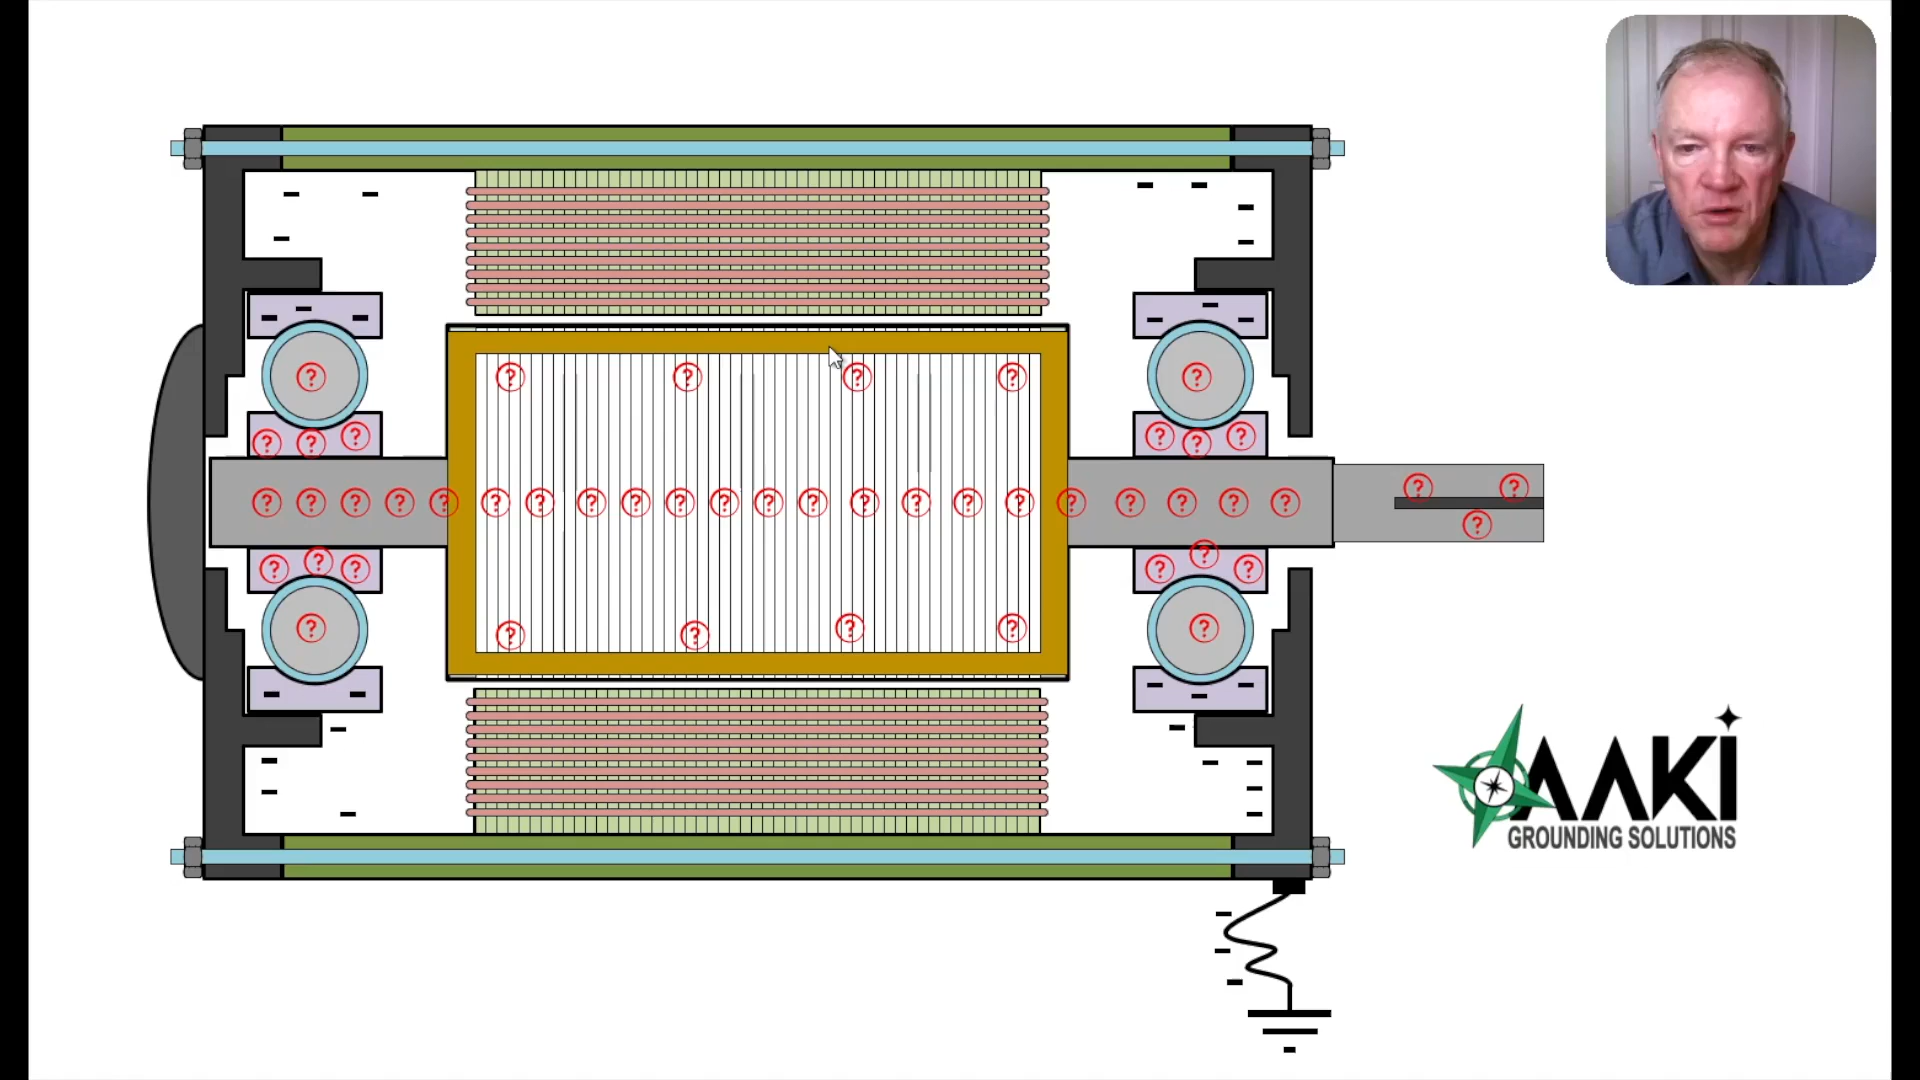 ? ? ? ? ? ?
? ? ? ? ? ?
? ?
? ? ? ? ? ? ? ? ? ? ? ? ? ? ? ? ? ? ? ? ? ?
?
? ? ? ? ? ?
? ? ? ? ? ?
AAKI
GROUNDING SOLUTIONS